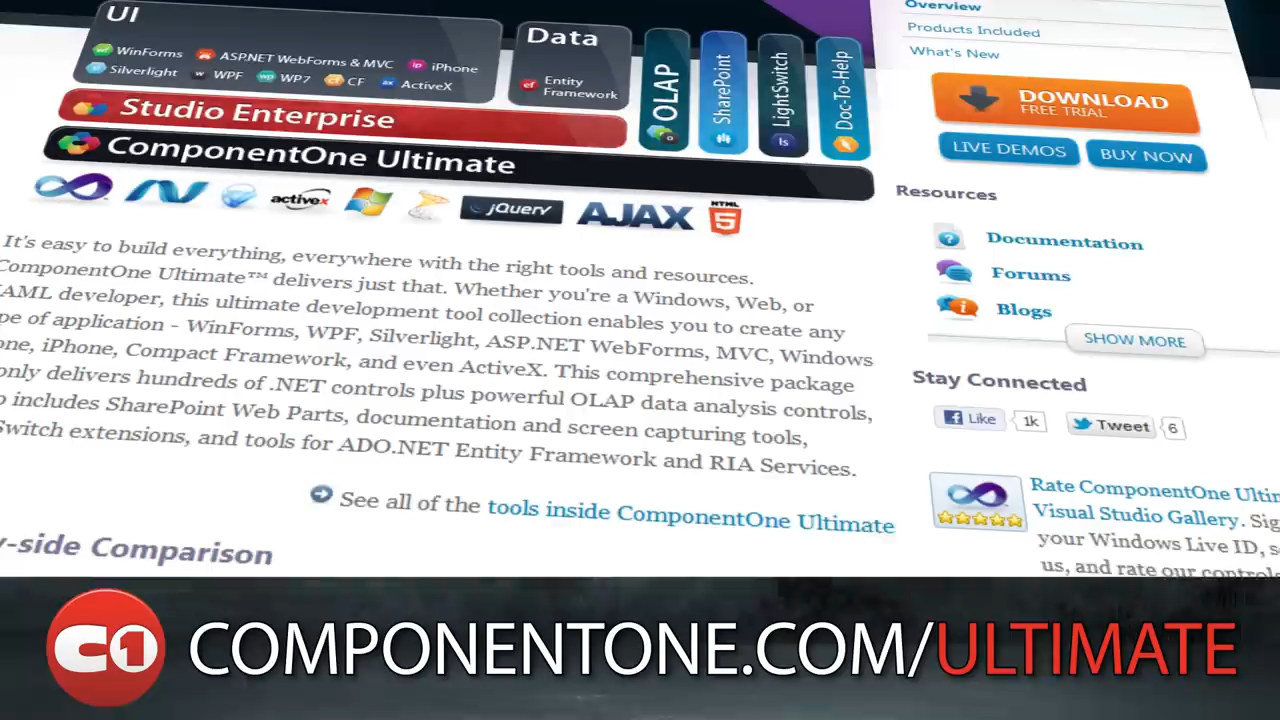 UI
WinForms ASP.NET WebForms & MVC iPhone
Silverlight WPF WP7 CF ActiveX
Data
Entity
Framework
OLAP
SharePoint
LightSwitch
Doc-To-Help
Studio Enterprise
ComponentOne Ultimate
activex
jQuery
AJAX
HTML
5
It's easy to build everything, everywhere with the right tools and resources.
ComponentOne Ultimate™ delivers just that. Whether you're a Windows, Web, or
XAML developer, this ultimate development tool collection enables you to create any
pe of application - WinForms, WPF, Silverlight, ASP.NET WebForms, MVC, Windows
one, iPhone, Compact Framework, and even ActiveX. This comprehensive package
only delivers hundreds of .NET controls plus powerful OLAP data analysis controls,
o includes SharePoint Web Parts, documentation and screen capturing tools,
Switch extensions, and tools for ADO.NET Entity Framework and RIA Services.
See all of the tools inside ComponentOne Ultimate
y-side Comparison
Overview
Products Included
What's New
DOWNLOAD
FREE TRIAL
LIVE DEMOS BUY NOW
Resources
Documentation
Forums
Blogs
SHOW MORE
Stay Connected
Like 1k Tweet 6
Rate ComponentOne Ultim
Visual Studio Gallery. Sig
your Windows Live ID, s
us, and rate our controls
C1 COMPONENTONE.COM/ULTIMATE